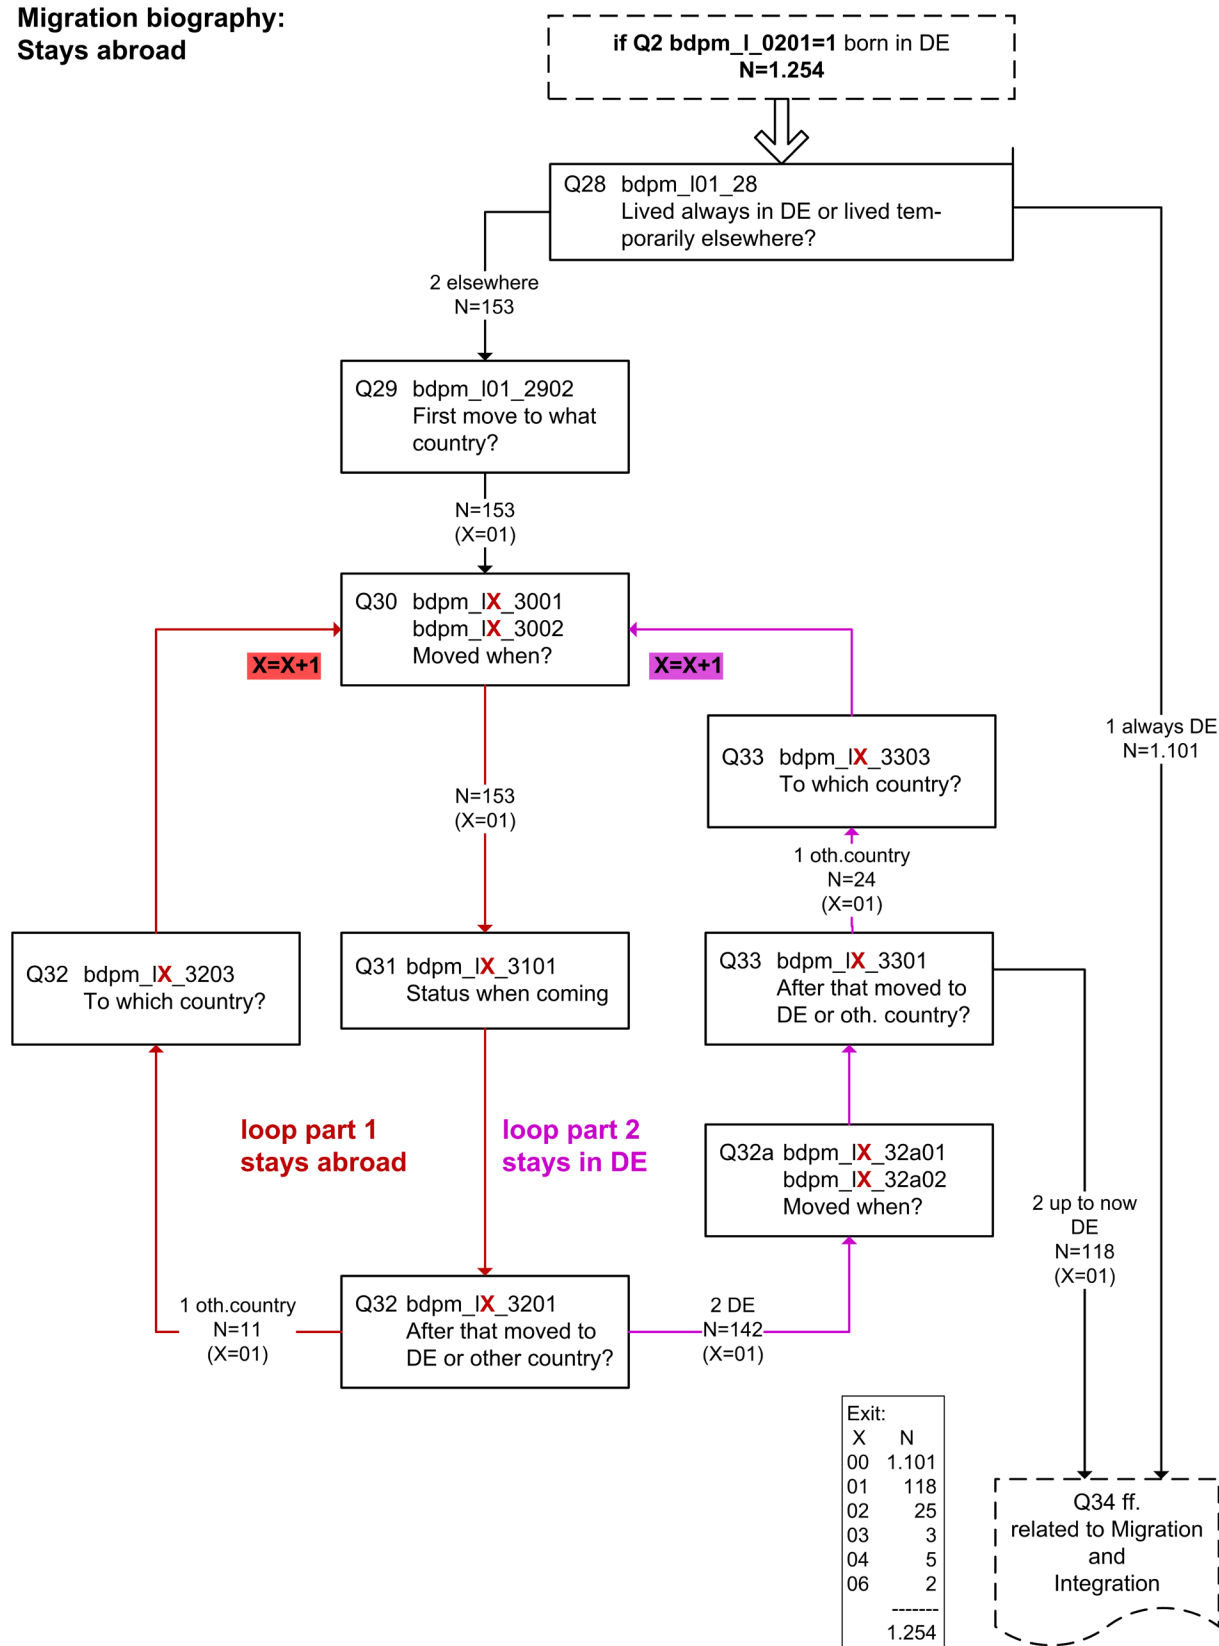 Migration biography:
Stays abroad
if Q2 bdpm_l_0201=1 born in DE
N=1.254
Q28 bdpm_l01_28
Lived always in DE or lived tem-
porarily elsewhere?
2 elsewhere
N=153
Q29 bdpm_l01_2902
First move to what
country?
N=153
(X=01)
Q30 bdpm_lX_3001
bdpm_lX_3002
Moved when?
X=X+1
X=X+1
1 always DE
N=1.101
Q33 bdpm_lX_3303
To which country?
N=153
(X=01)
1 oth.country
N=24
(X=01)
Q32 bdpm_lX_3203
To which country?
Q31 bdpm_lX_3101
Status when coming
Q33 bdpm_lX_3301
After that moved to
DE or oth. country?
loop part 1
stays abroad
loop part 2
stays in DE
Q32a bdpm_lX_32a01
bdpm_lX_32a02
Moved when?
2 up to now
DE
N=118
(X=01)
1 oth.country
N=11
(X=01)
Q32 bdpm_lX_3201
After that moved to
DE or other country?
2 DE
N=142
(X=01)
Exit:
X N
00 1.101
01 118
02 25
03 3
04 5
06 2
-------
1.254
Q34 ff.
related to Migration
and
Integration